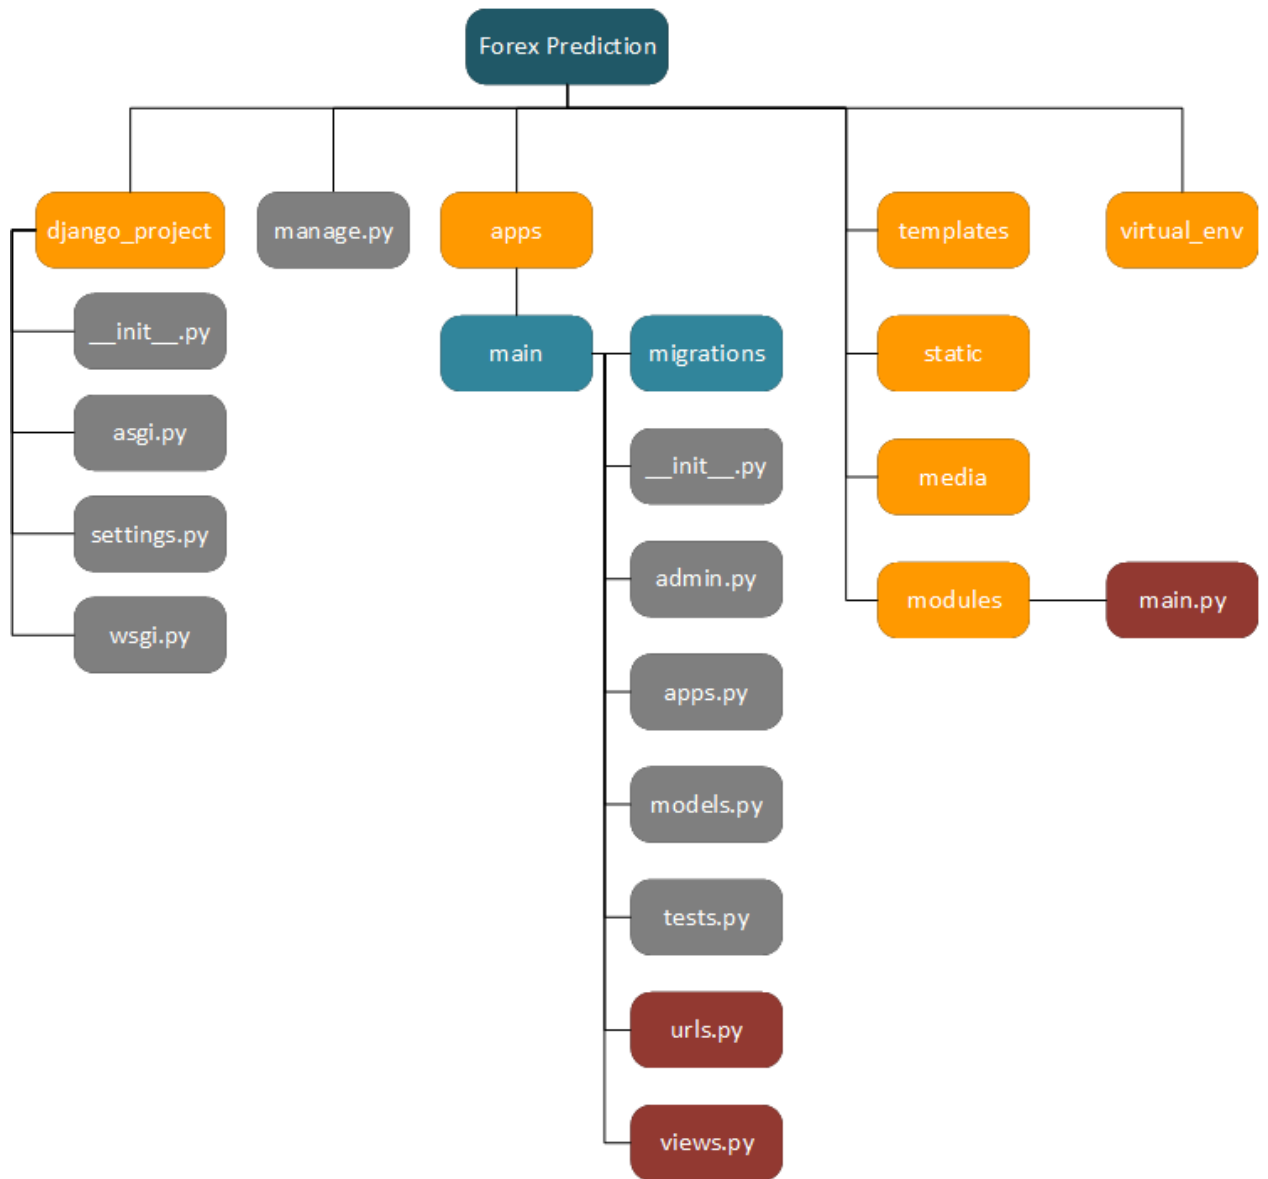 Forex Prediction
django_project
manage.py
apps
templates
virtual_env
__init__.py
asgi.py
settings.py
wsgi.py
main
migrations
__init__.py
admin.py
apps.py
models.py
tests.py
urls.py
views.py
static
media
modules
main.py